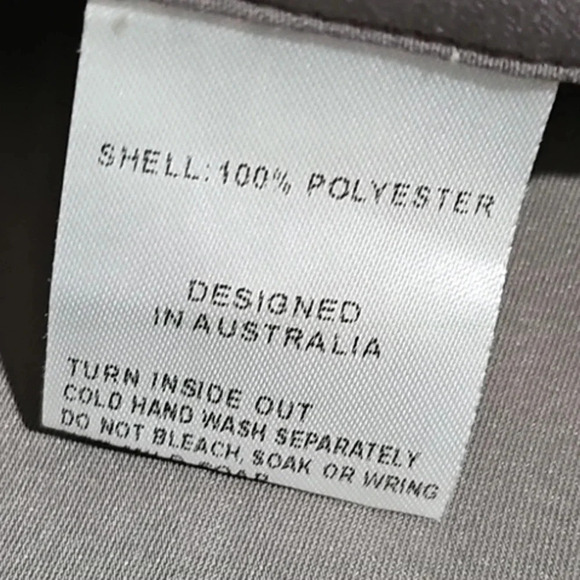 SHELL:100% POLYESTER
DESIGNED
IN AUSTRALIA
TURN INSIDE OUT
COLD HAND WASH SEPARATELY
DO NOT BLEACH, SOAK OR WRING